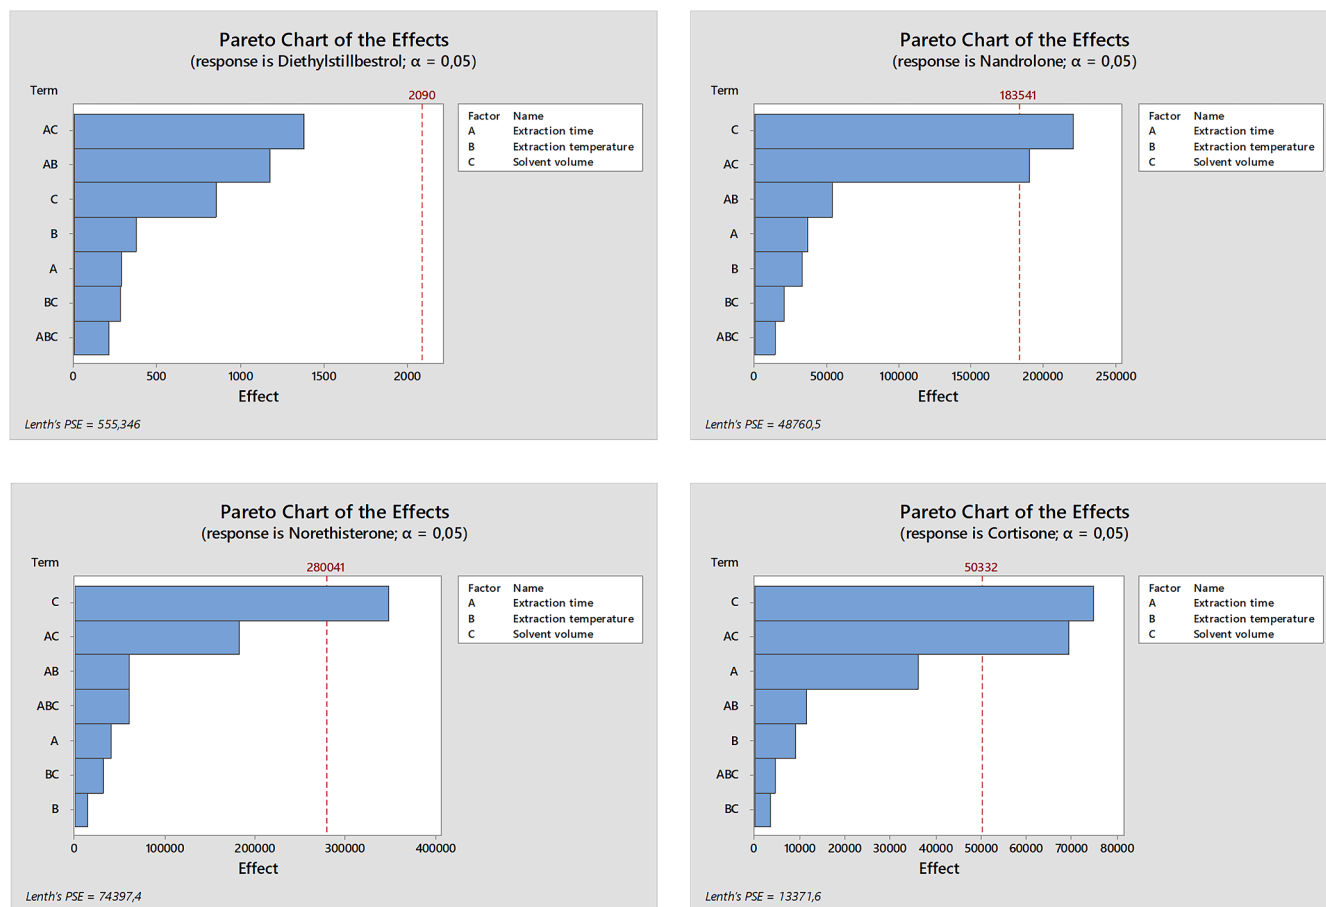 Pareto Chart of the Effects
(response is Diethylstillbestrol; α = 0,05)
Term
2090
AC
AB
C
B
A
BC
ABC
0 500 1000 1500 2000
Effect
Factor Name
A Extraction time
B Extraction temperature
C Solvent volume
Lenth's PSE = 555,346
Pareto Chart of the Effects
(response is Nandrolone; α = 0,05)
Term
183541
C
AC
AB
A
B
BC
ABC
0 50000 100000 150000 200000 250000
Effect
Factor Name
A Extraction time
B Extraction temperature
C Solvent volume
Lenth's PSE = 48760,5
Pareto Chart of the Effects
(response is Norethisterone; α = 0,05)
Term
280041
C
AC
AB
ABC
A
BC
B
0 100000 200000 300000 400000
Effect
Factor Name
A Extraction time
B Extraction temperature
C Solvent volume
Lenth's PSE = 74397,4
Pareto Chart of the Effects
(response is Cortisone; α = 0,05)
Term
50332
C
AC
A
AB
B
ABC
BC
0 10000 20000 30000 40000 50000 60000 70000 80000
Effect
Factor Name
A Extraction time
B Extraction temperature
C Solvent volume
Lenth's PSE = 13371,6